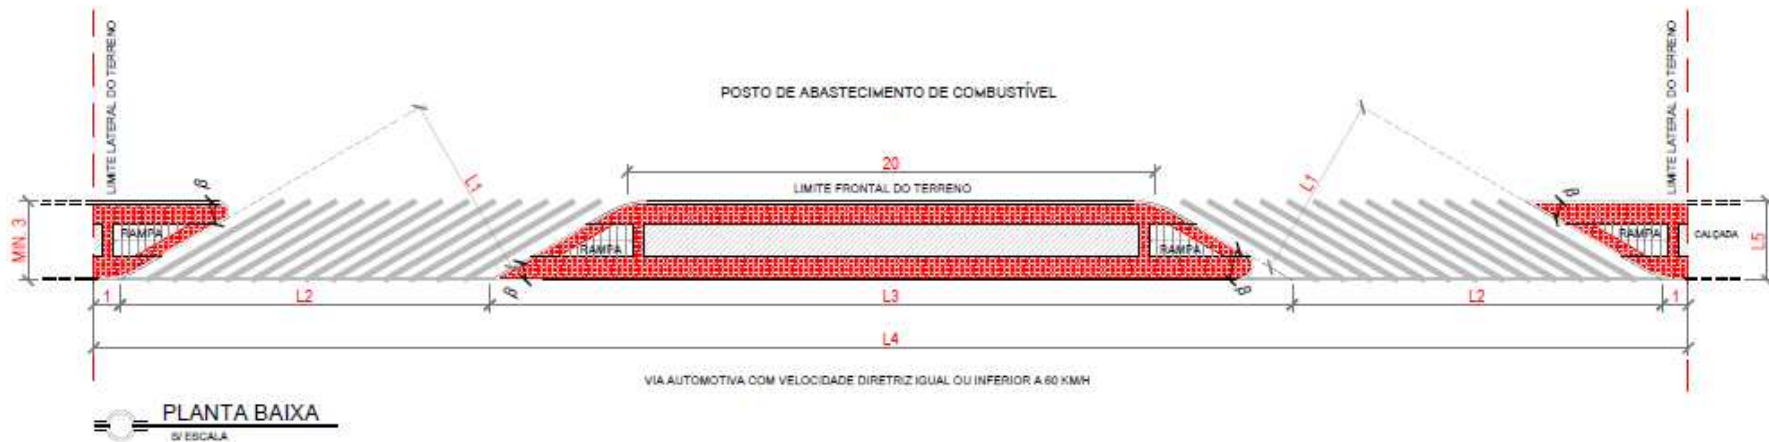 LIMITE LATERAL DO TERRENO
LIMITE LATERAL DO TERRENO
POSTO DE ABASTECIMENTO DE COMBUSTÍVEL
L1
L1
20
LIMITE FRONTAL DO TERRENO
β
β
MIN. 3
RAMPA
RAMPA
RAMPA
RAMPA
CALÇADA
L5
β
β
1
L2
L3
L2
1
L4
VIA AUTOMOTIVA COM VELOCIDADE DIRETRIZ IGUAL OU INFERIOR A 60 KM/H
PLANTA BAIXA
S/ ESCALA